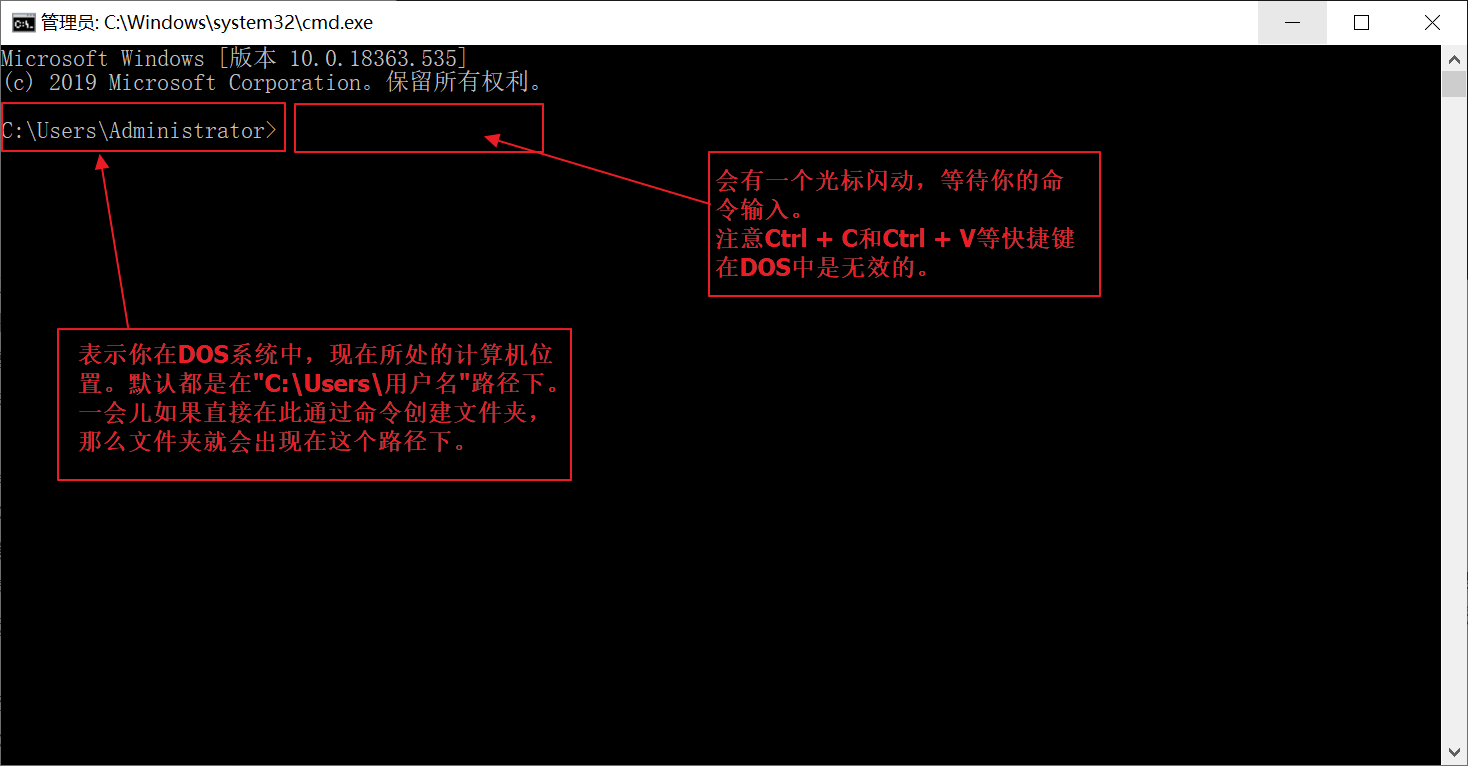 管理员: C:\Windows\system32\cmd.exe
Microsoft Windows [版本 10.0.18363.535]
(c) 2019 Microsoft Corporation。保留所有权利。
C:\Users\Administrator>
会有一个光标闪动，等待你的命
令输入。
注意Ctrl + C和Ctrl + V等快捷键
在DOS中是无效的。
表示你在DOS系统中，现在所处的计算机位
置。默认都是在"C:\Users\用户名"路径下。
一会儿如果直接在此通过命令创建文件夹，
那么文件夹就会出现在这个路径下。